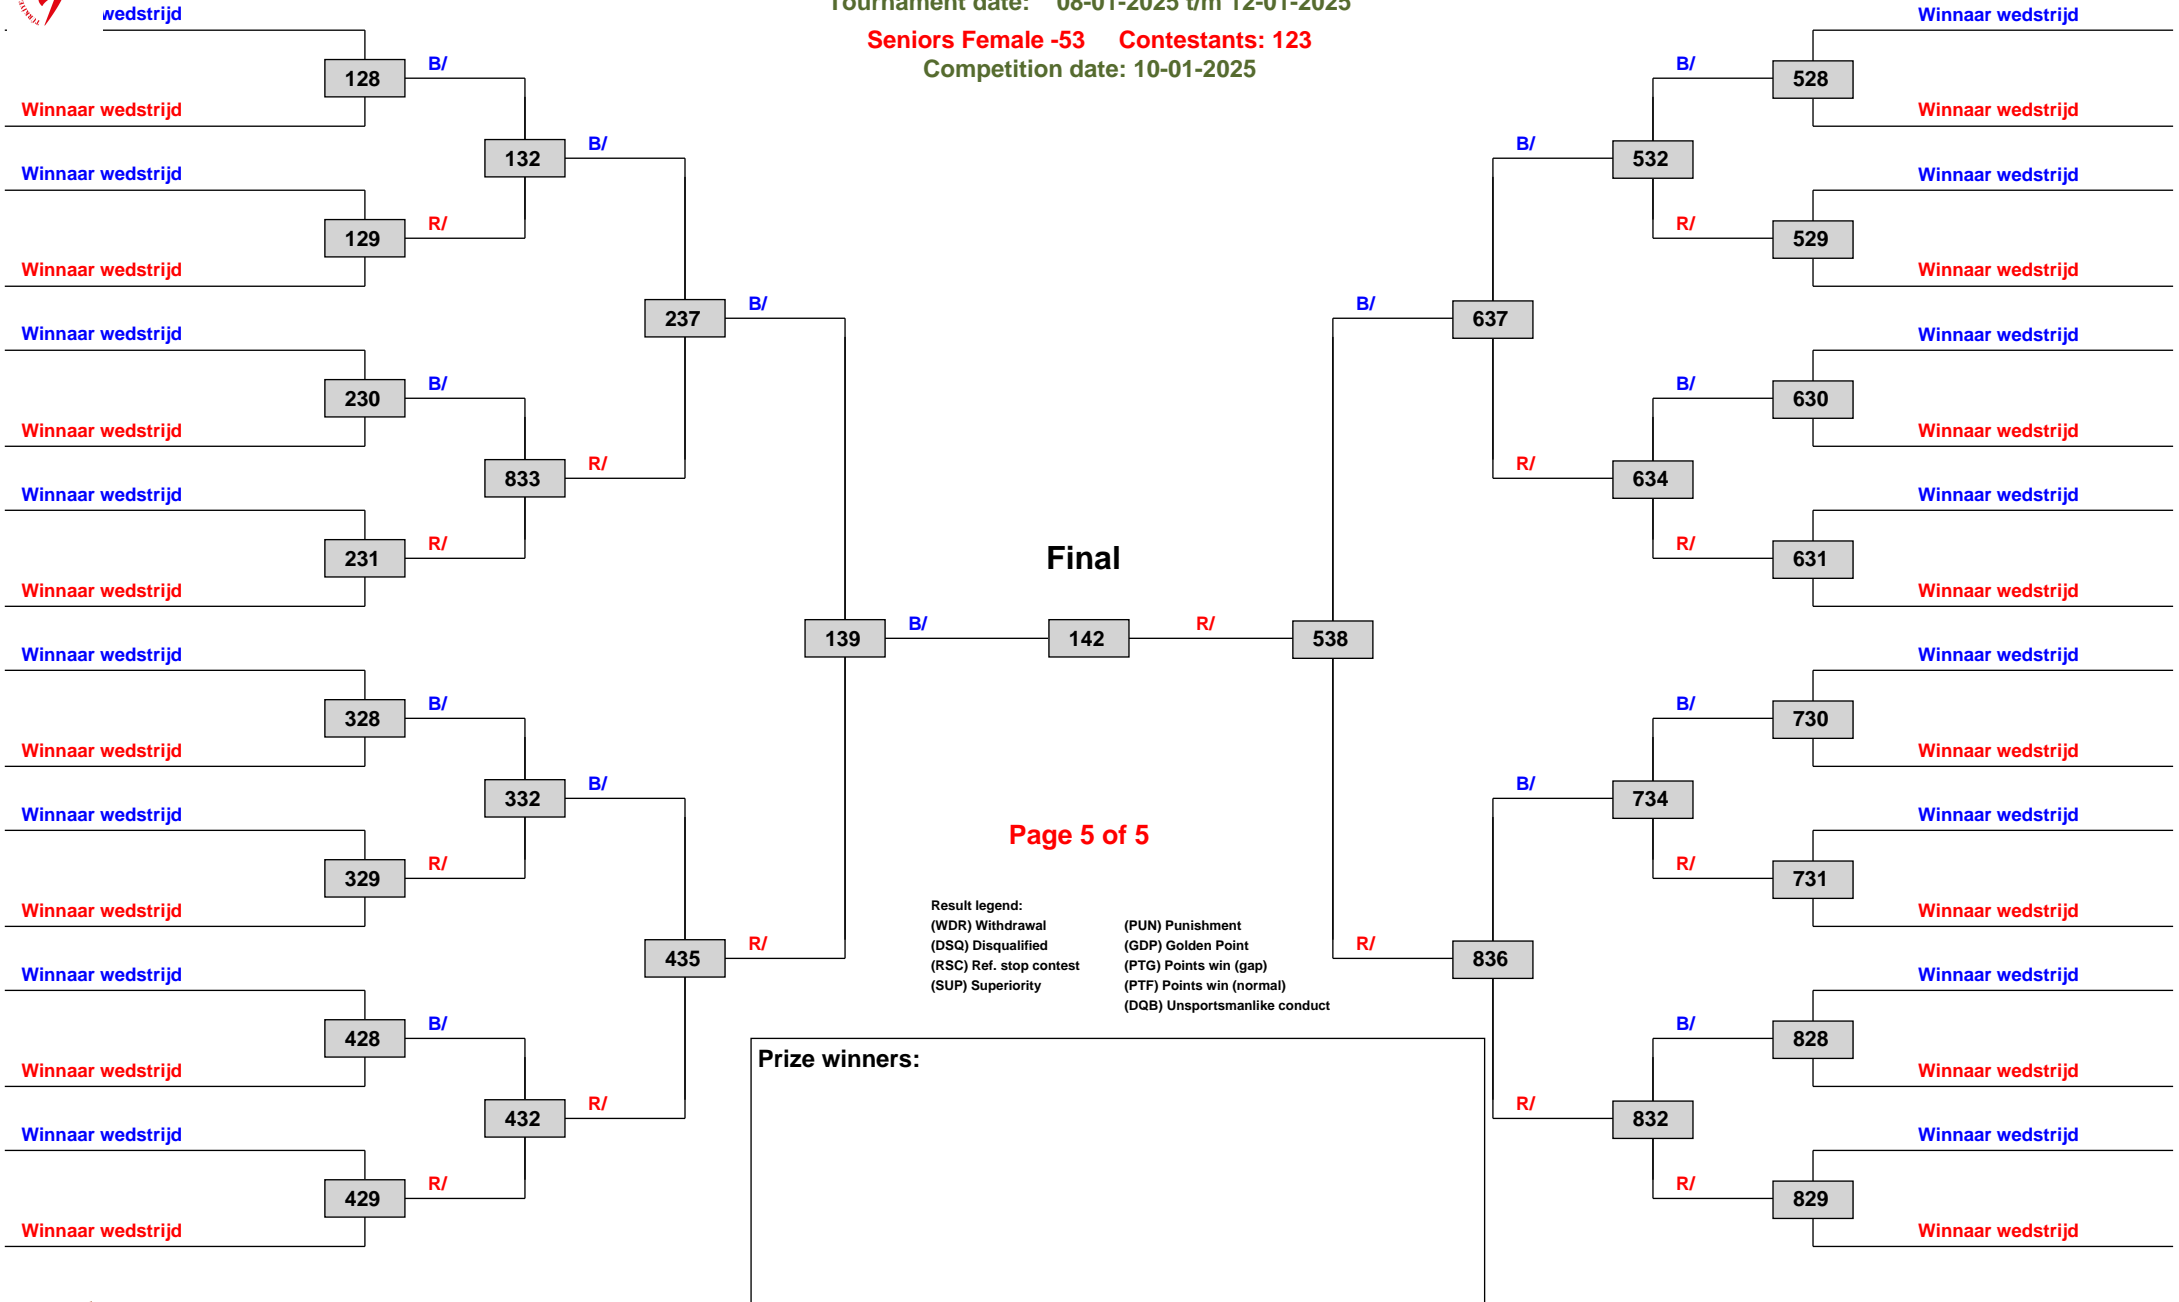 Tournament date: 08-01-2025 t/m 12-01-2025
Seniors Female -53 Contestants: 123
Competition date: 10-01-2025
wedstrijd
128
B/
Winnaar wedstrijd
132
B/
Winnaar wedstrijd
129
R/
Winnaar wedstrijd
237
B/
Winnaar wedstrijd
230
B/
Winnaar wedstrijd
833
R/
Winnaar wedstrijd
231
R/
Winnaar wedstrijd
139
B/
Winnaar wedstrijd
328
B/
Winnaar wedstrijd
332
B/
Winnaar wedstrijd
329
R/
Winnaar wedstrijd
435
R/
Winnaar wedstrijd
428
B/
Winnaar wedstrijd
432
R/
Winnaar wedstrijd
429
R/
Winnaar wedstrijd
Final
142
R/
538
Page 5 of 5
Result legend:
(WDR) Withdrawal (PUN) Punishment
(DSQ) Disqualified (GDP) Golden Point
(RSC) Ref. stop contest (PTG) Points win (gap)
(SUP) Superiority (PTF) Points win (normal)
(DQB) Unsportsmanlike conduct
Prize winners:
Winnaar wedstrijd
B/
528
Winnaar wedstrijd
B/
532
Winnaar wedstrijd
R/
529
Winnaar wedstrijd
B/
637
Winnaar wedstrijd
B/
630
Winnaar wedstrijd
R/
634
Winnaar wedstrijd
R/
631
Winnaar wedstrijd
Winnaar wedstrijd
B/
730
Winnaar wedstrijd
B/
734
Winnaar wedstrijd
R/
731
Winnaar wedstrijd
R/
836
Winnaar wedstrijd
B/
828
Winnaar wedstrijd
R/
832
Winnaar wedstrijd
R/
829
Winnaar wedstrijd